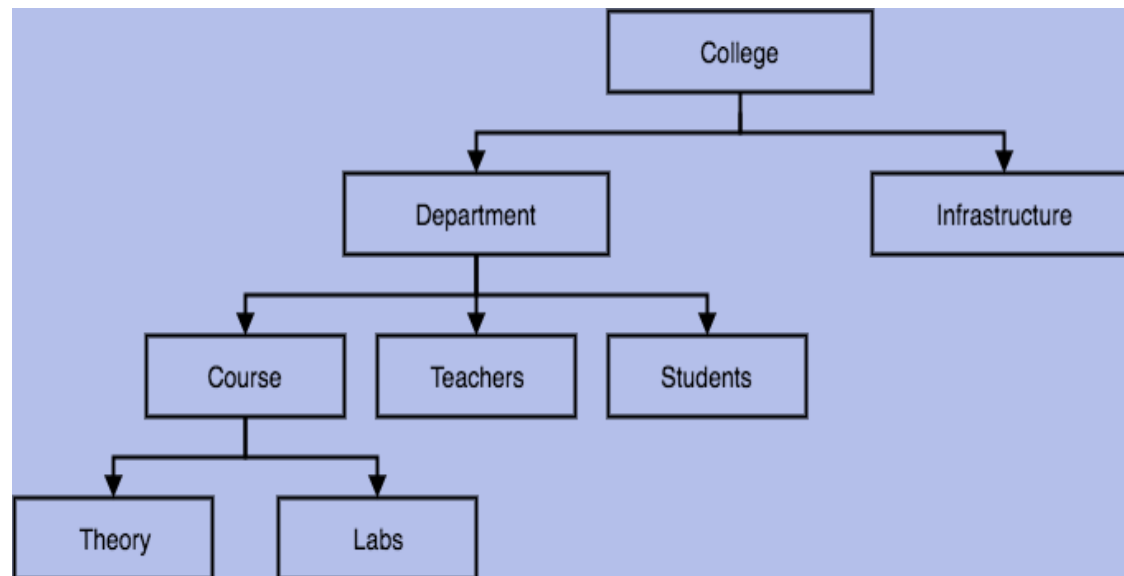 College
Department
Infrastructure
Course
Teachers
Students
Theory
Labs